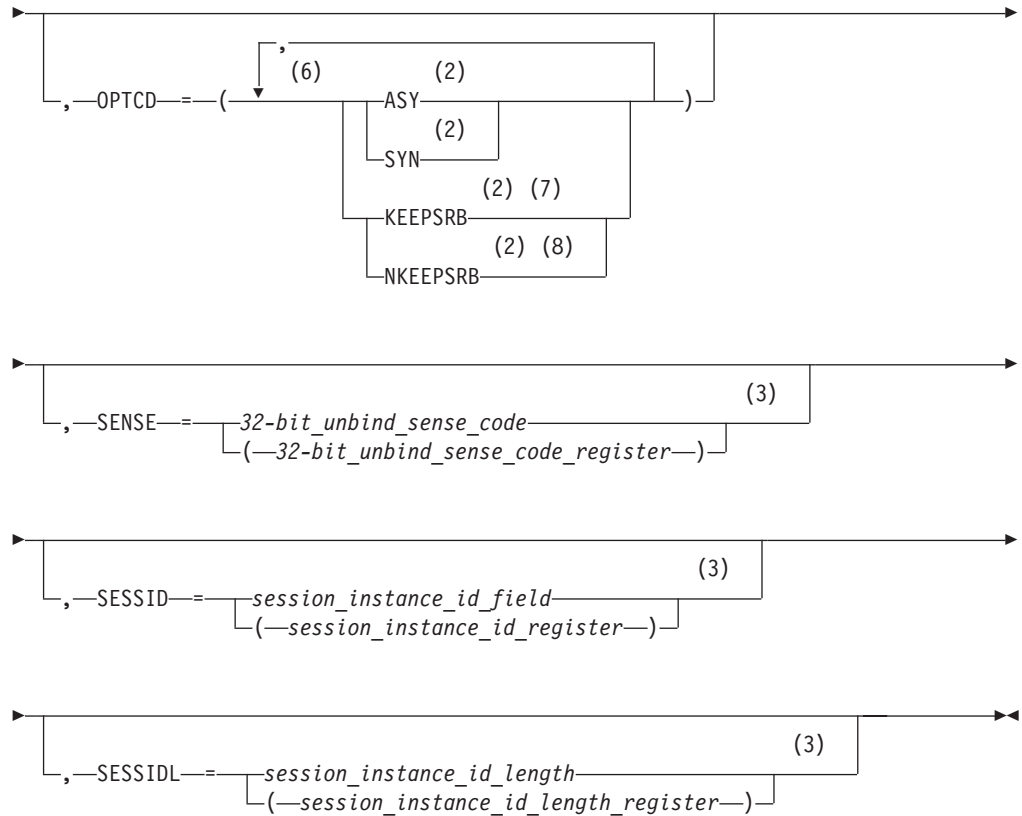 ,
(6) (2)
, OPTCD = ( ASY )
(2)
SYN
(2) (7)
KEEPSRB
(2) (8)
NKEEPSRB
(3)
, SENSE = 32-bit_unbind_sense_code
( 32-bit_unbind_sense_code_register )
(3)
, SESSID = session_instance_id_field
( session_instance_id_register )
(3)
, SESSIDL = session_instance_id_length
( session_instance_id_length_register )